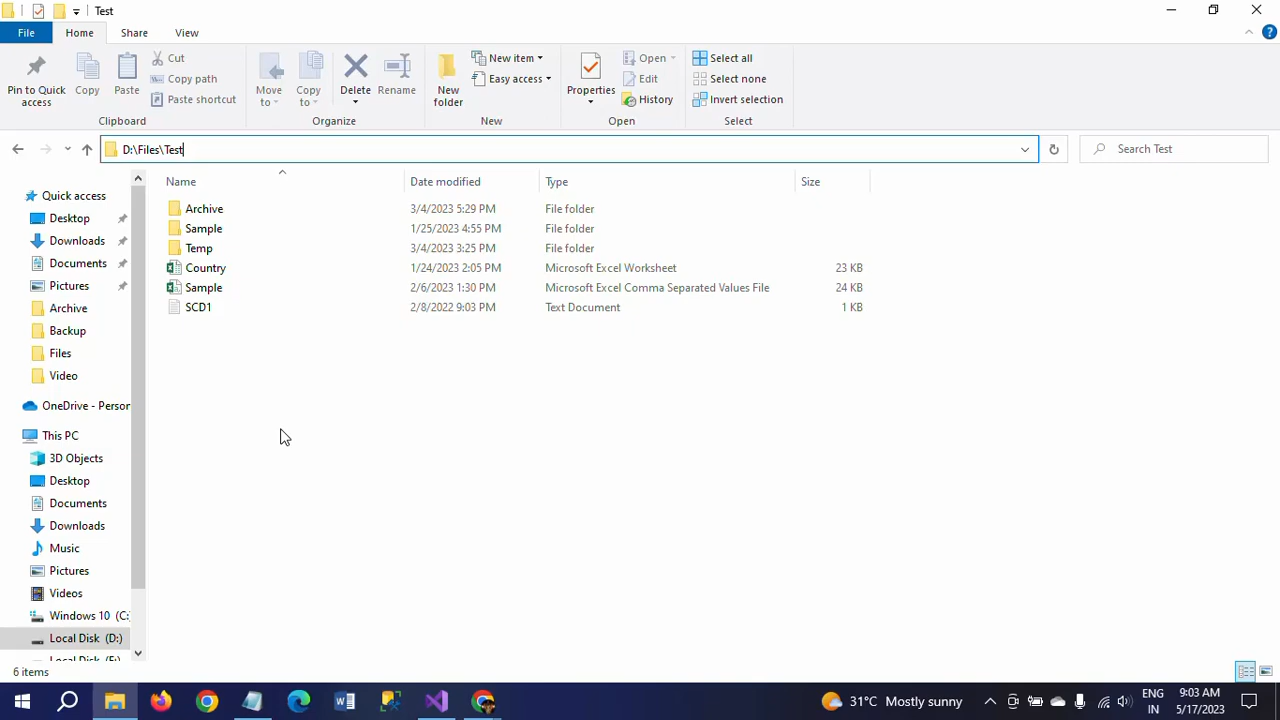 Test
File Home Share View
Pin to Quick access
Copy
Paste
Cut
Copy path
Paste shortcut
Clipboard
Move to
Copy to
Delete
Rename
Organize
New folder
New item
Easy access
New
Properties
Open
Edit
History
Open
Select all
Select none
Invert selection
Select
D:\Files\Test
Search Test
Name Date modified Type Size
Archive 3/4/2023 5:29 PM File folder
Sample 1/25/2023 4:55 PM File folder
Temp 3/4/2023 3:25 PM File folder
Country 1/24/2023 2:05 PM Microsoft Excel Worksheet 23 KB
Sample 2/6/2023 1:30 PM Microsoft Excel Comma Separated Values File 24 KB
SCD1 2/8/2022 9:03 PM Text Document 1 KB
Quick access
Desktop
Downloads
Documents
Pictures
Archive
Backup
Files
Video
OneDrive - Person
This PC
3D Objects
Desktop
Documents
Downloads
Music
Pictures
Videos
Windows 10 (C:
Local Disk (D:)
6 items
31°C Mostly sunny
ENG
IN
9:03 AM
5/17/2023